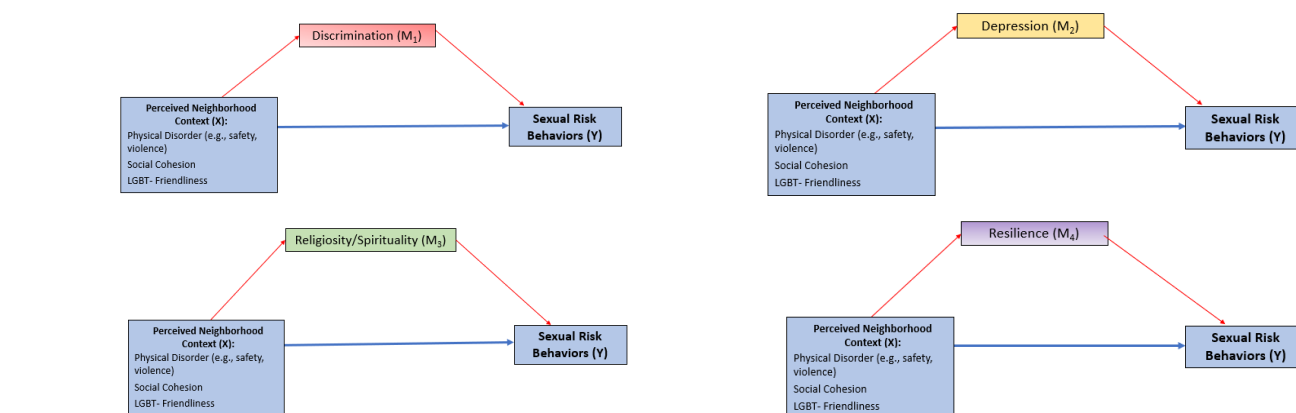 Discrimination (M1)
Perceived Neighborhood
Context (X):
Physical Disorder (e.g., safety,
violence)
Social Cohesion
LGBT- Friendliness
Sexual Risk
Behaviors (Y)
Depression (M2)
Perceived Neighborhood
Context (X):
Physical Disorder (e.g., safety,
violence)
Social Cohesion
LGBT- Friendliness
Sexual Risk
Behaviors (Y)
Religiosity/Spirituality (M3)
Perceived Neighborhood
Context (X):
Physical Disorder (e.g., safety,
violence)
Social Cohesion
LGBT- Friendliness
Sexual Risk
Behaviors (Y)
Resilience (M4)
Perceived Neighborhood
Context (X):
Physical Disorder (e.g., safety,
violence)
Social Cohesion
LGBT- Friendliness
Sexual Risk
Behaviors (Y)